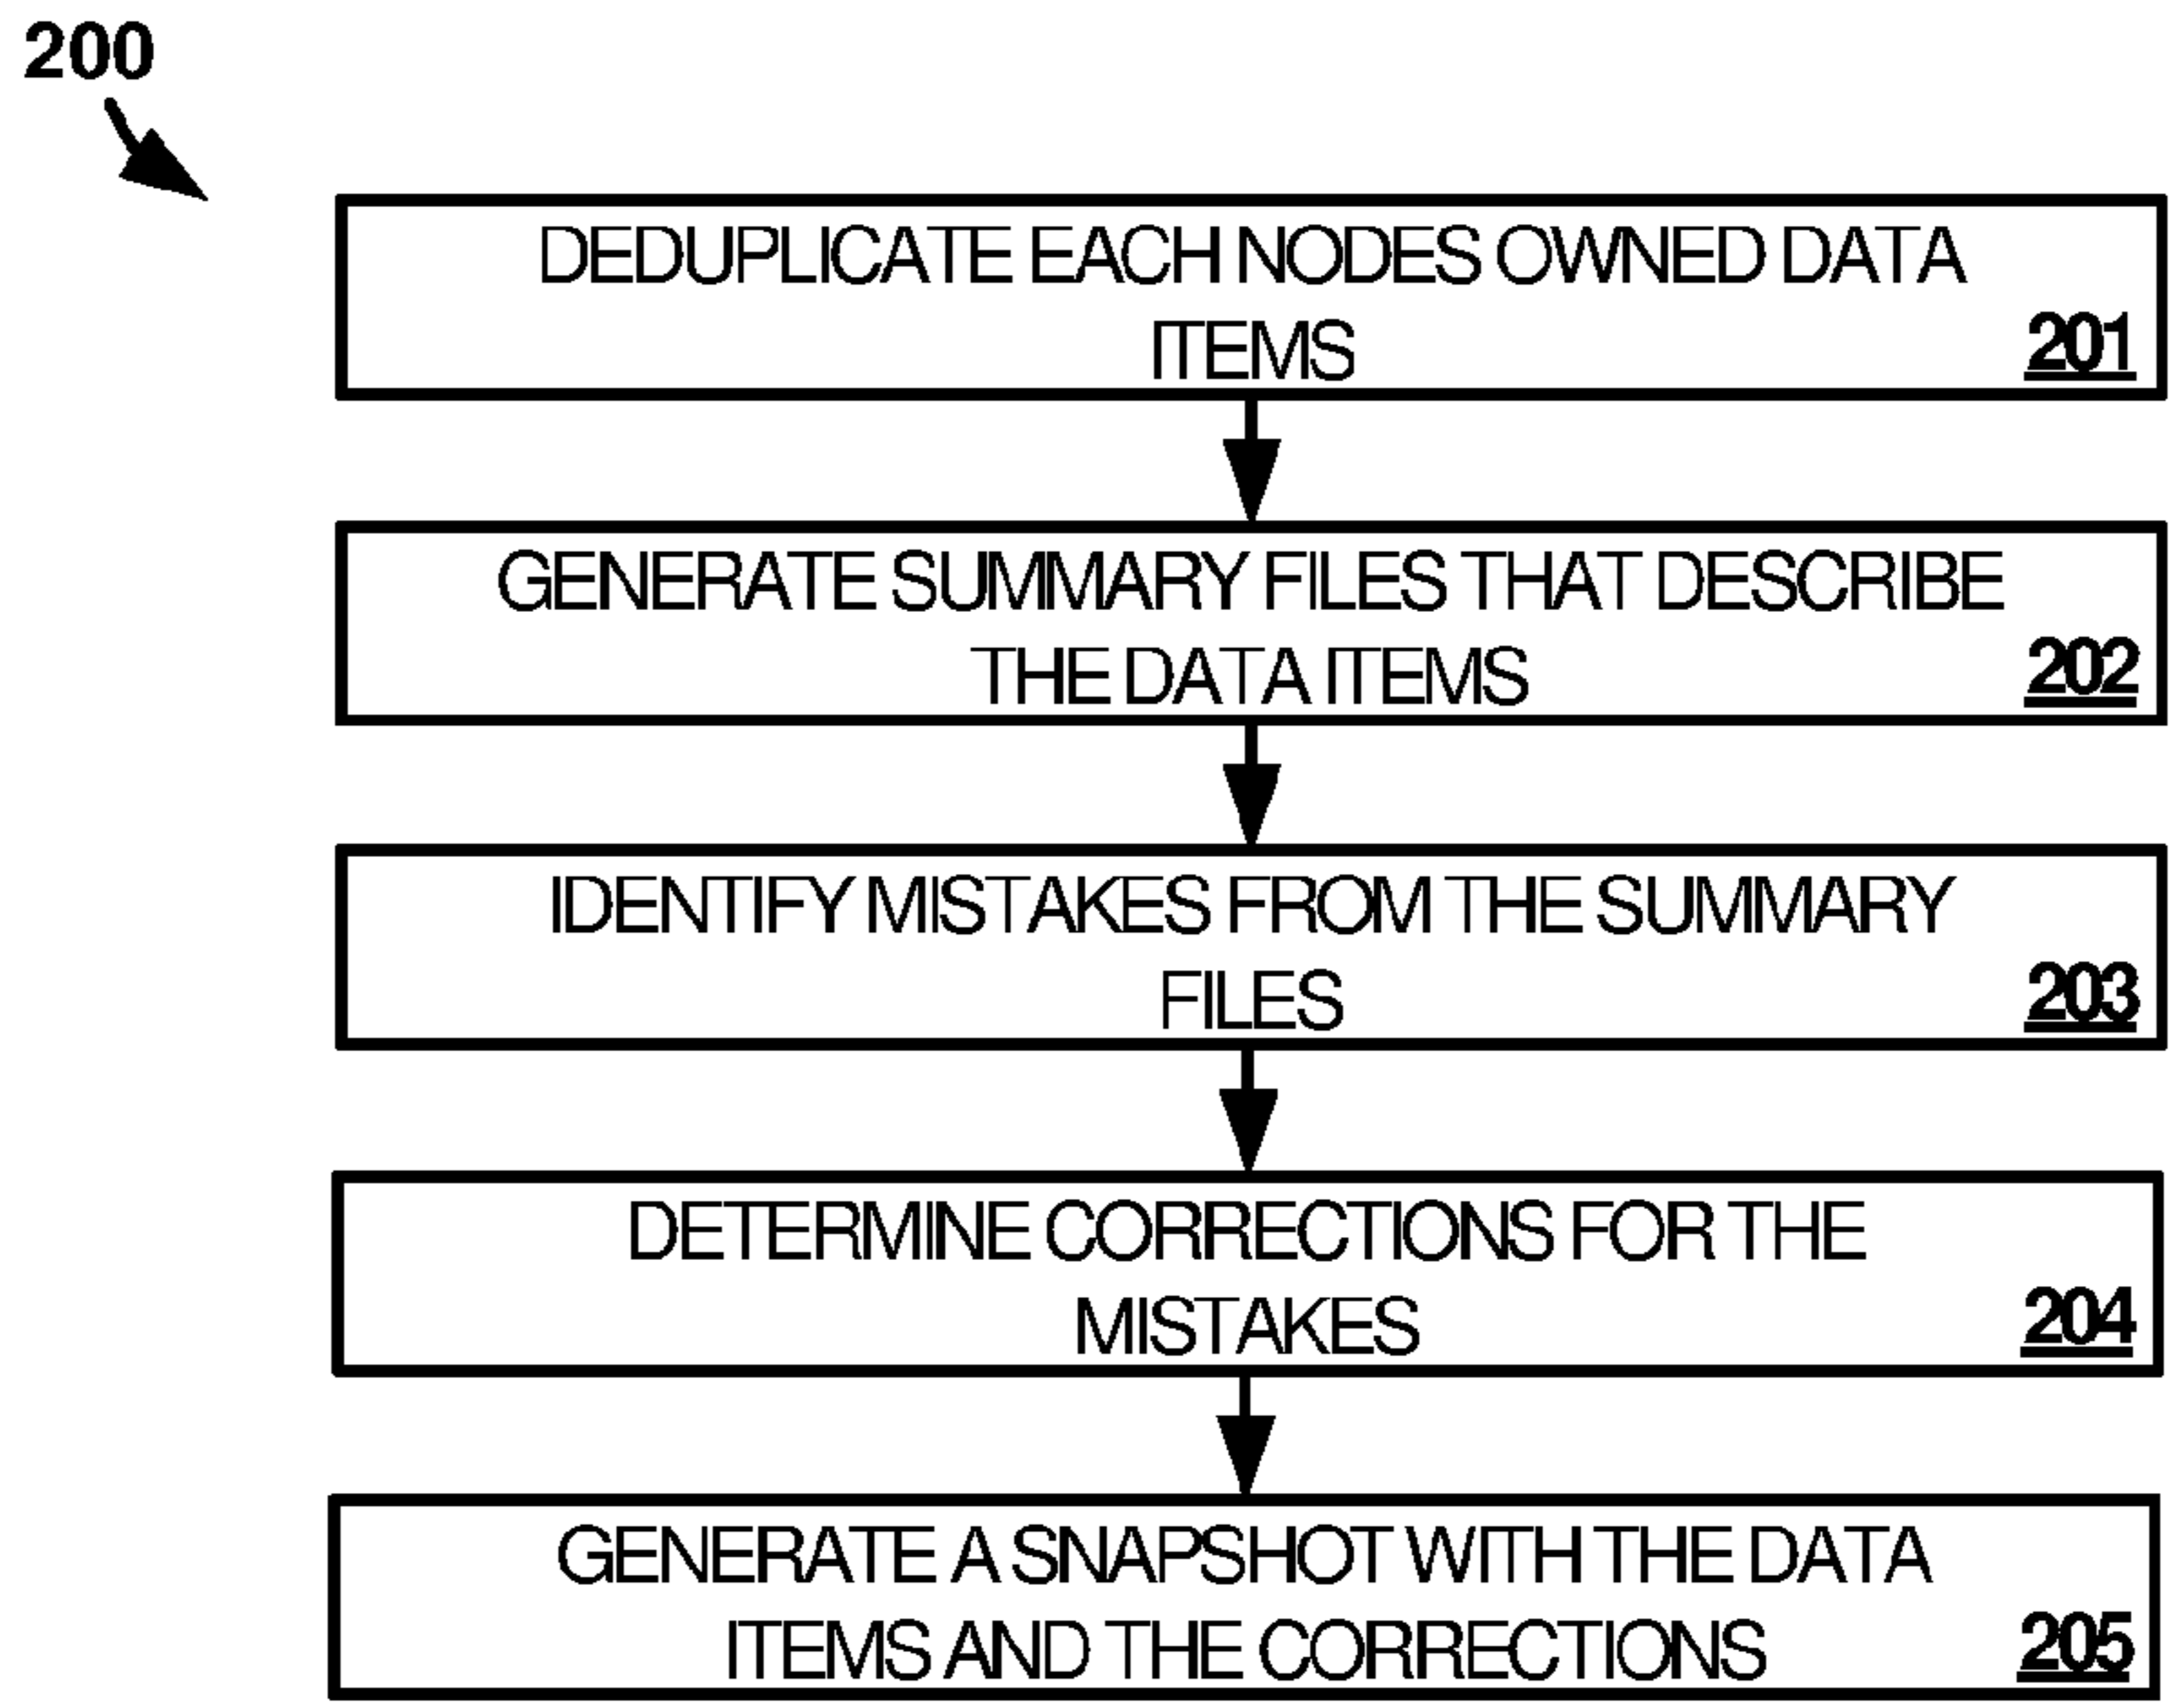 200
DEDUPLICATE EACH NODES OWNED DATA
ITEMS
201
GENERATE SUMMARY FILES THAT DESCRIBE
THE DATA ITEMS
202
IDENTIFY MISTAKES FROM THE SUMMARY
FILES
203
DETERMINE CORRECTIONS FOR THE
MISTAKES
204
GENERATE A SNAPSHOT WITH THE DATA
ITEMS AND THE CORRECTIONS
205